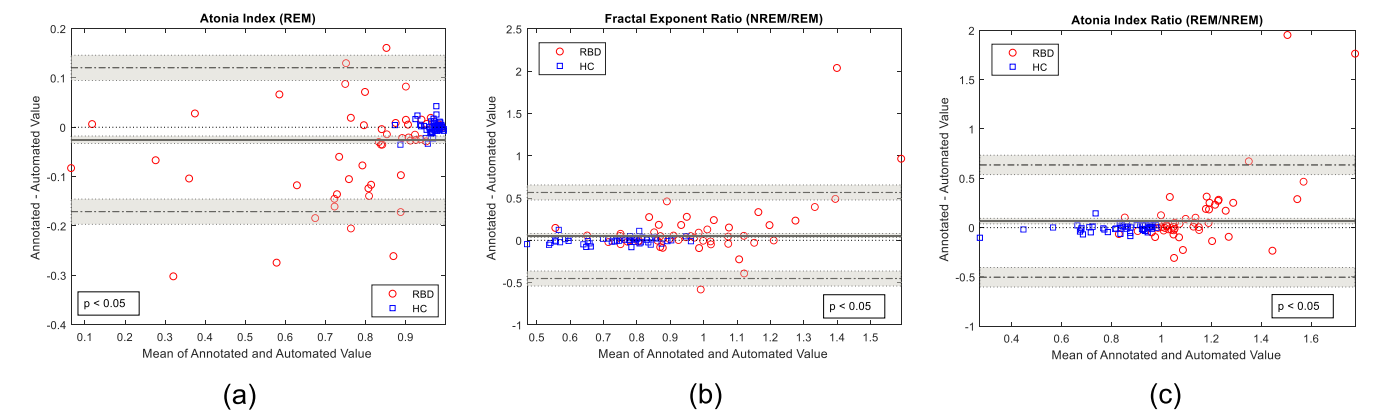 Atonia Index (REM)
0.2
0.1
0
-0.1
-0.2
-0.3
-0.4
Annotated - Automated Value
p < 0.05
RBD
HC
0.1 0.2 0.3 0.4 0.5 0.6 0.7 0.8 0.9
Mean of Annotated and Automated Value
(a)
Fractal Exponent Ratio (NREM/REM)
2.5
2
1.5
1
0.5
0
-0.5
-1
Annotated - Automated Value
RBD
HC
p < 0.05
0.5 0.6 0.7 0.8 0.9 1 1.1 1.2 1.3 1.4 1.5
Mean of Annotated and Automated Value
(b)
Atonia Index Ratio (REM/NREM)
2
1.5
1
0.5
0
-0.5
-1
Annotated - Automated Value
RBD
HC
p < 0.05
0.4 0.6 0.8 1 1.2 1.4 1.6
Mean of Annotated and Automated Value
(c)